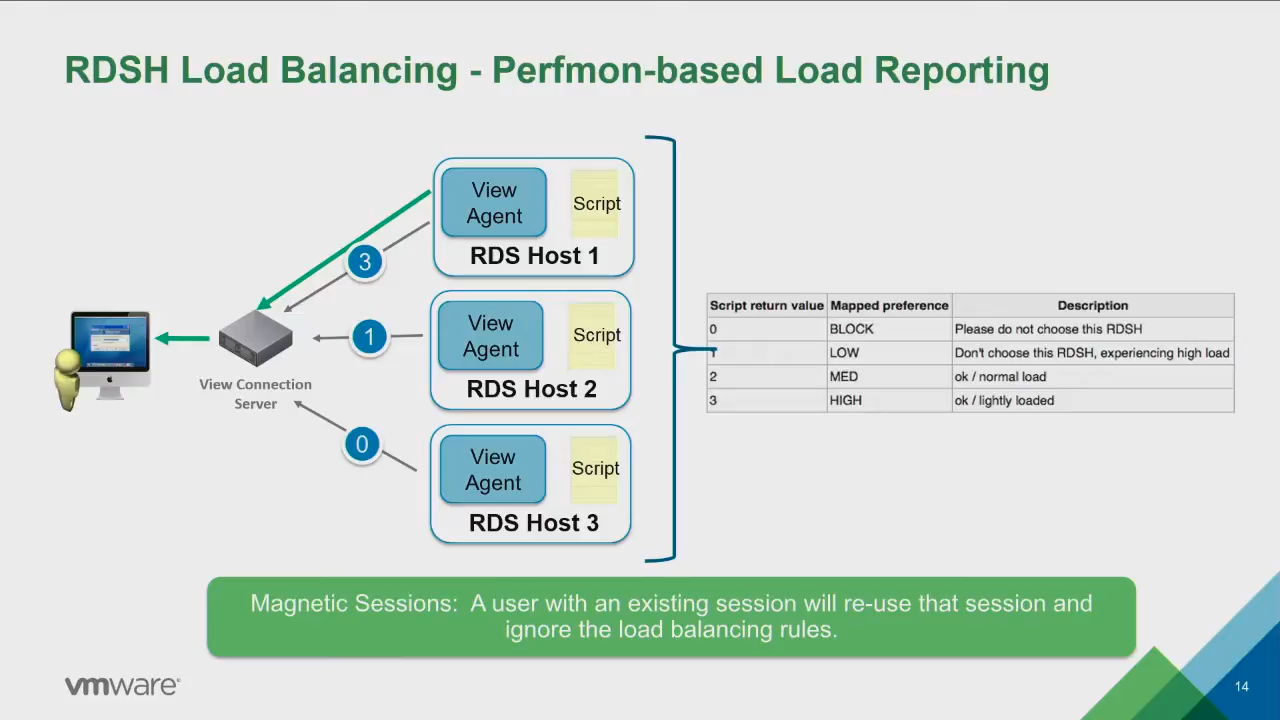 RDSH Load Balancing - Perfmon-based Load Reporting
View
Agent
Script
RDS Host 1
3
View
Agent
Script
RDS Host 2
1
View Connection
Server
View
Agent
Script
RDS Host 3
0
Script return value Mapped preference Description
0 BLOCK Please do not choose this RDSH
1 LOW Don't choose this RDSH, experiencing high load
2 MED ok / normal load
3 HIGH ok / lightly loaded
Magnetic Sessions: A user with an existing session will re-use that session and
ignore the load balancing rules.
vmware
14